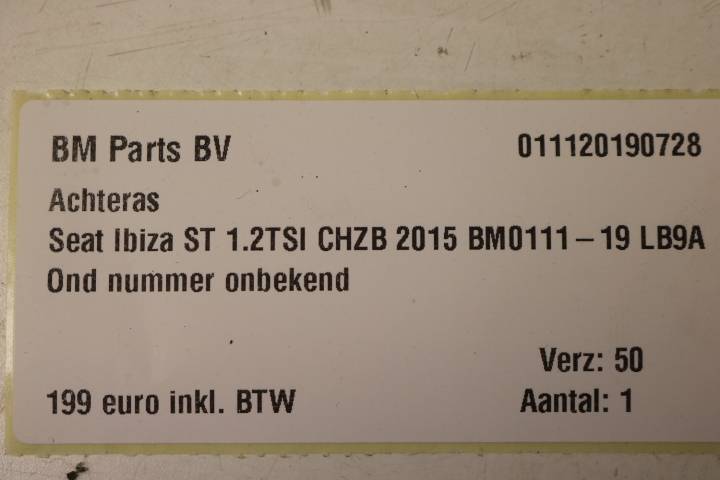 BM Parts BV 011120190728
Achteras
Seat Ibiza ST 1.2TSI CHZB 2015 BM0111-19 LB9A
Ond nummer onbekend
Verz: 50
199 euro inkl. BTW Aantal: 1